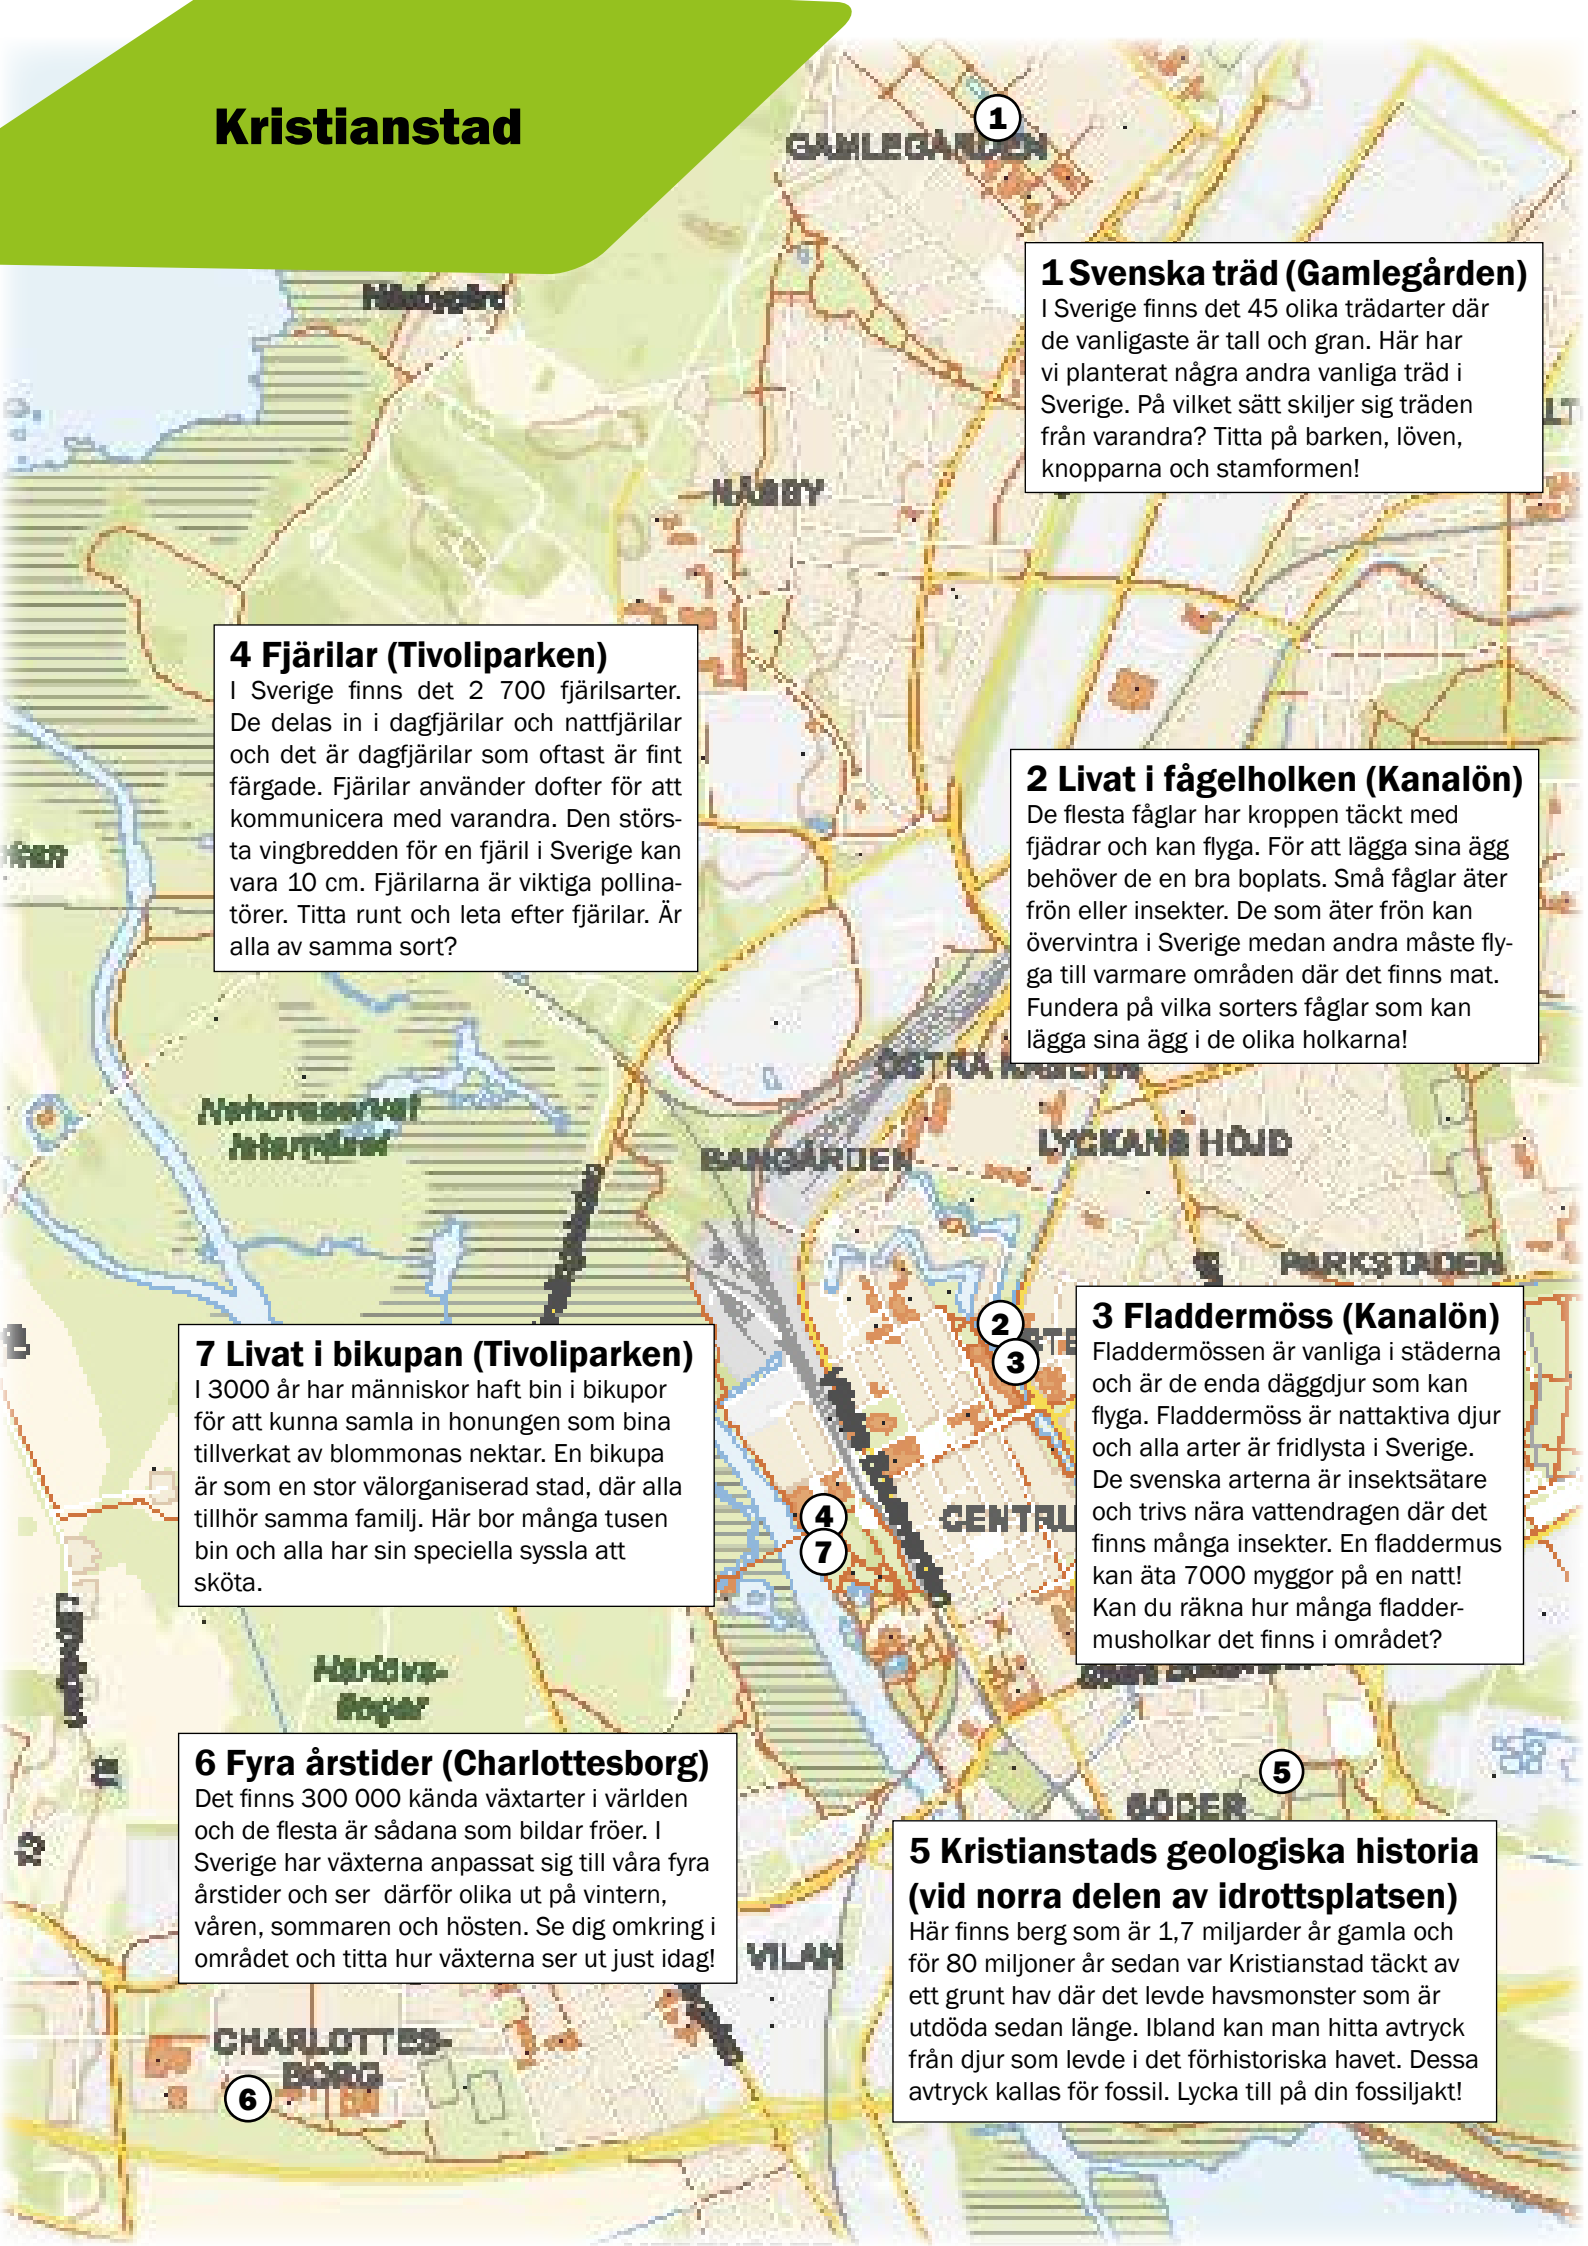 Kristianstad
1
GAMLEGÅRDEN
1 Svenska träd (Gamlegården)
I Sverige finns det 45 olika trädarter där
de vanligaste är tall och gran. Här har
vi planterat några andra vanliga träd i
Sverige. På vilket sätt skiljer sig träden
från varandra? Titta på barken, löven,
knopparna och stamformen!
Näsbygård
NÄSBY
4 Fjärilar (Tivoliparken)
I Sverige finns det 2 700 fjärilsarter.
De delas in i dagfjärilar och nattfjärilar
och det är dagfjärilar som oftast är fint
färgade. Fjärilar använder dofter för att
kommunicera med varandra. Den störs-
ta vingbredden för en fjäril i Sverige kan
vara 10 cm. Fjärilarna är viktiga pollina-
törer. Titta runt och leta efter fjärilar. Är
alla av samma sort?
2 Livat i fågelholken (Kanalön)
De flesta fåglar har kroppen täckt med
fjädrar och kan flyga. För att lägga sina ägg
behöver de en bra boplats. Små fåglar äter
frön eller insekter. De som äter frön kan
övervintra i Sverige medan andra måste fly-
ga till varmare områden där det finns mat.
Fundera på vilka sorters fåglar som kan
lägga sina ägg i de olika holkarna!
ÖSTRA
LYCKANS HÖJD
BANGÅRDEN
PARKSTADEN
2
3
3 Fladdermöss (Kanalön)
Fladdermössen är vanliga i städerna
och är de enda däggdjur som kan
flyga. Fladdermöss är nattaktiva djur
och alla arter är fridlysta i Sverige.
De svenska arterna är insektsätare
och trivs nära vattendragen där det
finns många insekter. En fladdermus
kan äta 7000 myggor på en natt!
Kan du räkna hur många fladder-
musholkar det finns i området?
7 Livat i bikupan (Tivoliparken)
I 3000 år har människor haft bin i bikupor
för att kunna samla in honungen som bina
tillverkat av blommonas nektar. En bikupa
är som en stor välorganiserad stad, där alla
tillhör samma familj. Här bor många tusen
bin och alla har sin speciella syssla att
sköta.
4
7
CENTRU
6 Fyra årstider (Charlottesborg)
Det finns 300 000 kända växtarter i världen
och de flesta är sådana som bildar fröer. I
Sverige har växterna anpassat sig till våra fyra
årstider och ser därför olika ut på vintern,
våren, sommaren och hösten. Se dig omkring i
området och titta hur växterna ser ut just idag!
5
SÖDER
5 Kristianstads geologiska historia
(vid norra delen av idrottsplatsen)
Här finns berg som är 1,7 miljarder år gamla och
för 80 miljoner år sedan var Kristianstad täckt av
ett grunt hav där det levde havsmonster som är
utdöda sedan länge. Ibland kan man hitta avtryck
från djur som levde i det förhistoriska havet. Dessa
avtryck kallas för fossil. Lycka till på din fossiljakt!
VILAN
CHARLOTTES-
BORG
6